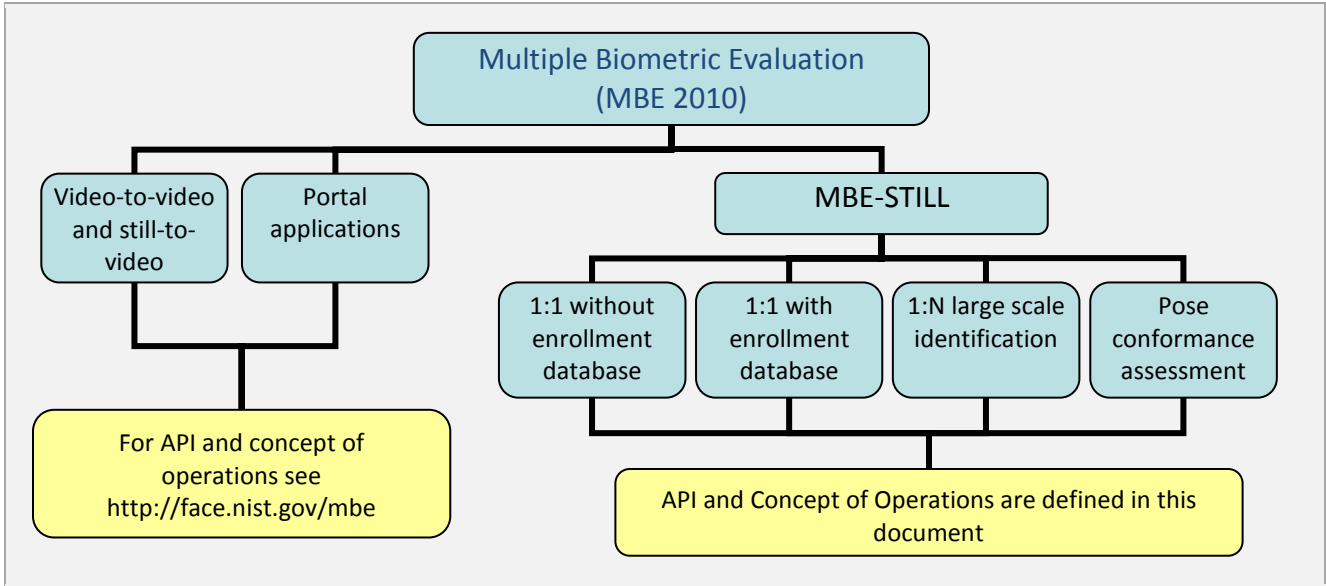 Multiple Biometric Evaluation
(MBE 2010)
Video-to-video
and still-to-
video
Portal
applications
MBE-STILL
1:1 without
enrollment
database
1:1 with
enrollment
database
1:N large scale
identification
Pose
conformance
assessment
For API and concept of
operations see
http://face.nist.gov/mbe
API and Concept of Operations are defined in this
document